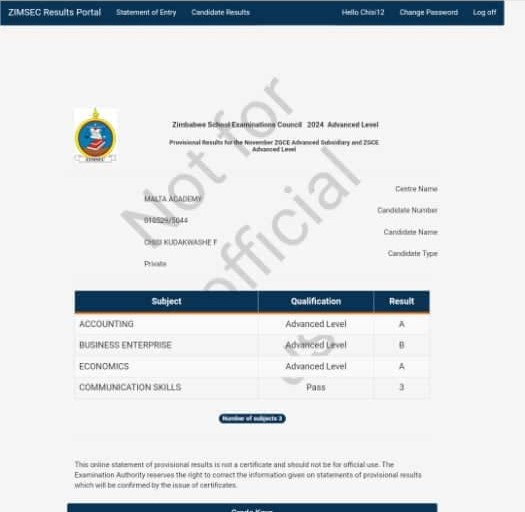 ZIMSEC Results Portal Statement of Entry Candidate Results Hello Chisi12 Change Password Log off
Zimbabwe School Examinations Council 2024 Advanced Level
Provisional Results for the November ZGCE Advanced Subsidiary and ZGCE
Advanced Level
Centre Name
MALTA ACADEMY
Candidate Number
010529/5044
Candidate Name
CHISI KUDAKWASHE F
Candidate Type
Private
Not for
official
Subject Qualification Result
ACCOUNTING Advanced Level A
BUSINESS ENTERPRISE Advanced Level B
ECONOMICS Advanced Level A
COMMUNICATION SKILLS Pass 3
Number of subjects 3
This online statement of provisional results is not a certificate and should not be for official use. The
Examination Authority reserves the right to correct the information given on statements of provisional results
which will be confirmed by the issue of certificates.